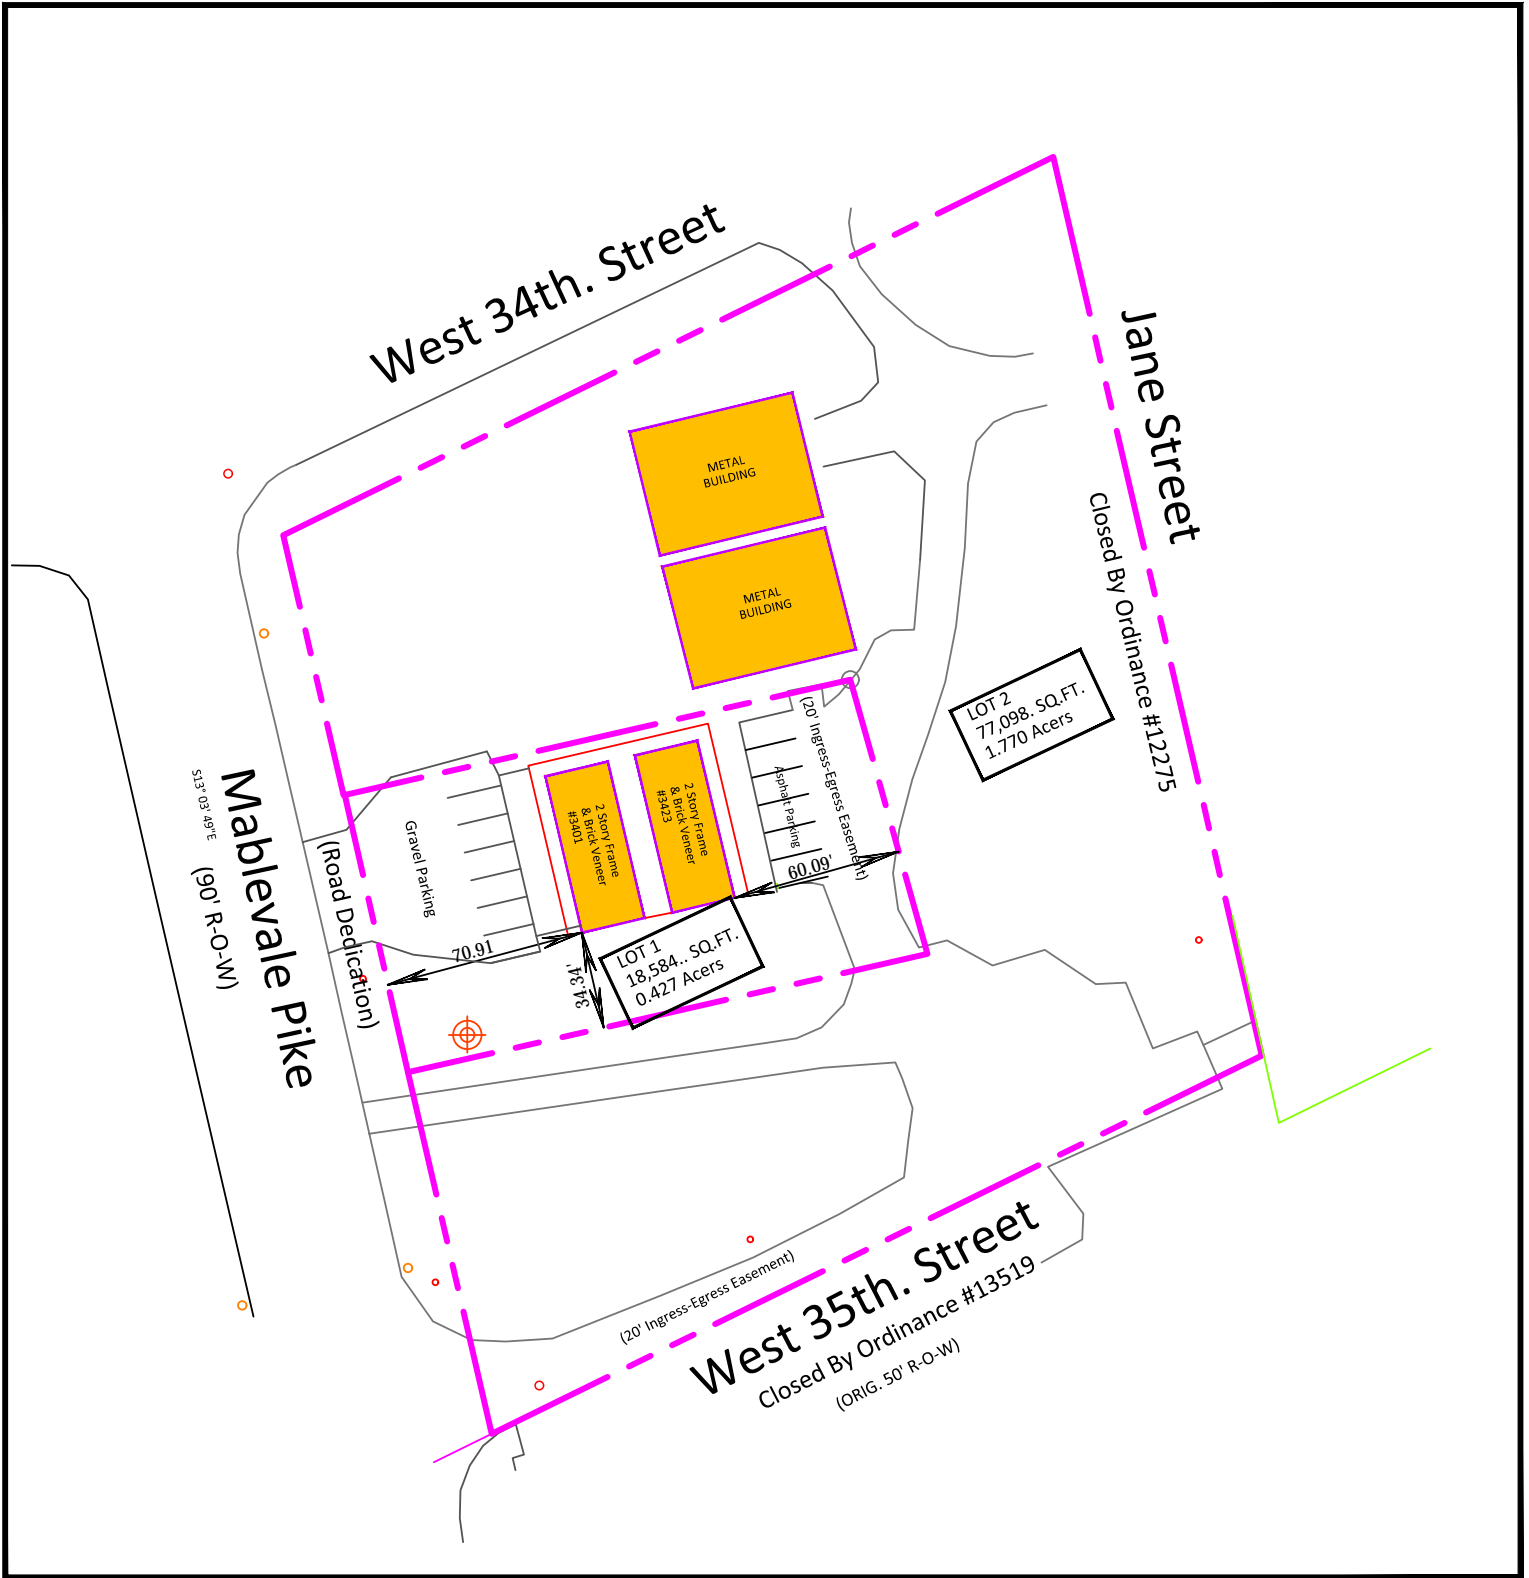 West 34th. Street
Jane Street
Closed By Ordinance #12275
METAL
BUILDING
METAL
BUILDING
LOT 2
77,098. SQ.FT.
1.770 Acers
(20' Ingress-Egress Easement)
Asphalt Parking
2 Story Frame
& Brick Veneer
#3423
2 Story Frame
& Brick Veneer
#3401
Gravel Parking
S13° 03' 49"E
Mablevale Pike
(90' R-O-W)
(Road Dedication)
60.09'
70.91
34.34'
LOT 1
18,584.. SQ.FT.
0.427 Acers
(20' Ingress-Egress Easement)
West 35th. Street
Closed By Ordinance #13519
(ORIG. 50' R-O-W)